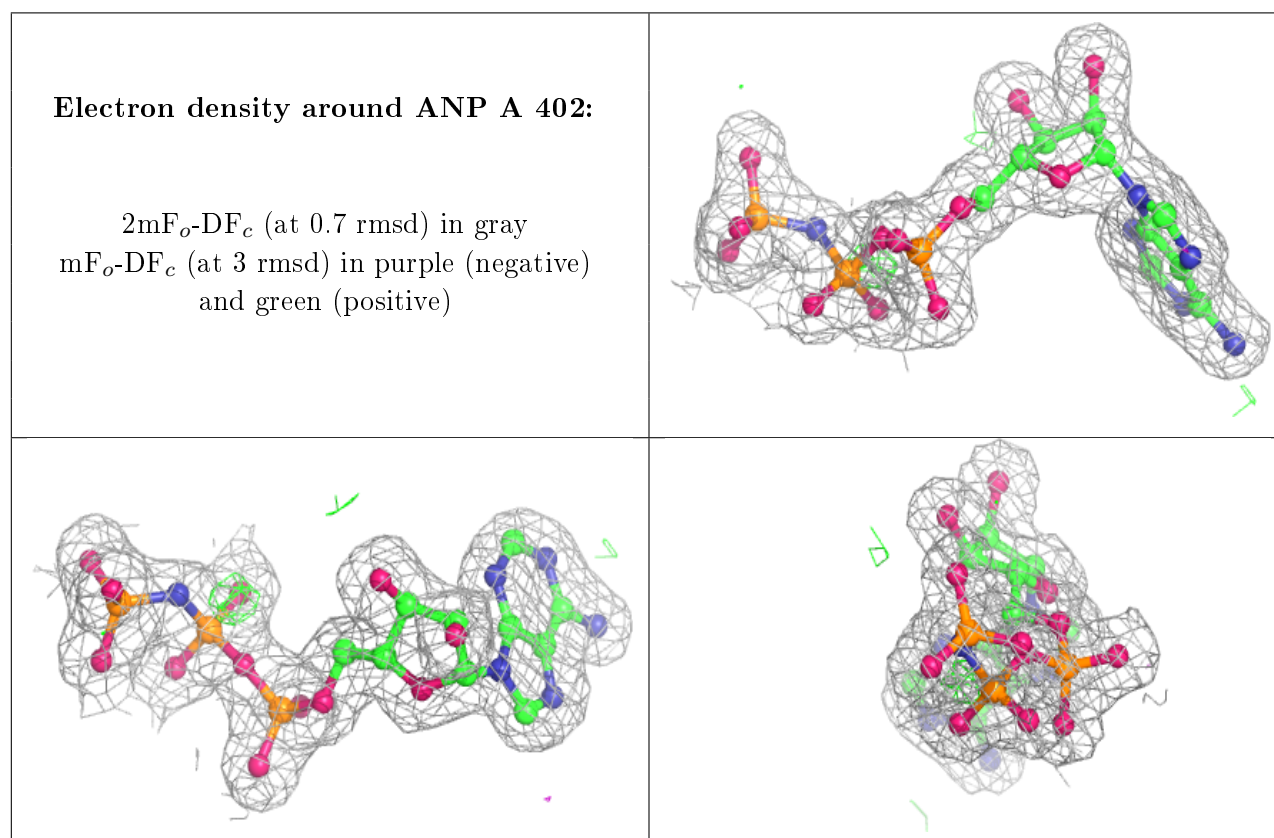 Electron density around ANP A 402:
2mFₒ-DF𝒸 (at 0.7 rmsd) in gray
mFₒ-DF𝒸 (at 3 rmsd) in purple (negative)
and green (positive)